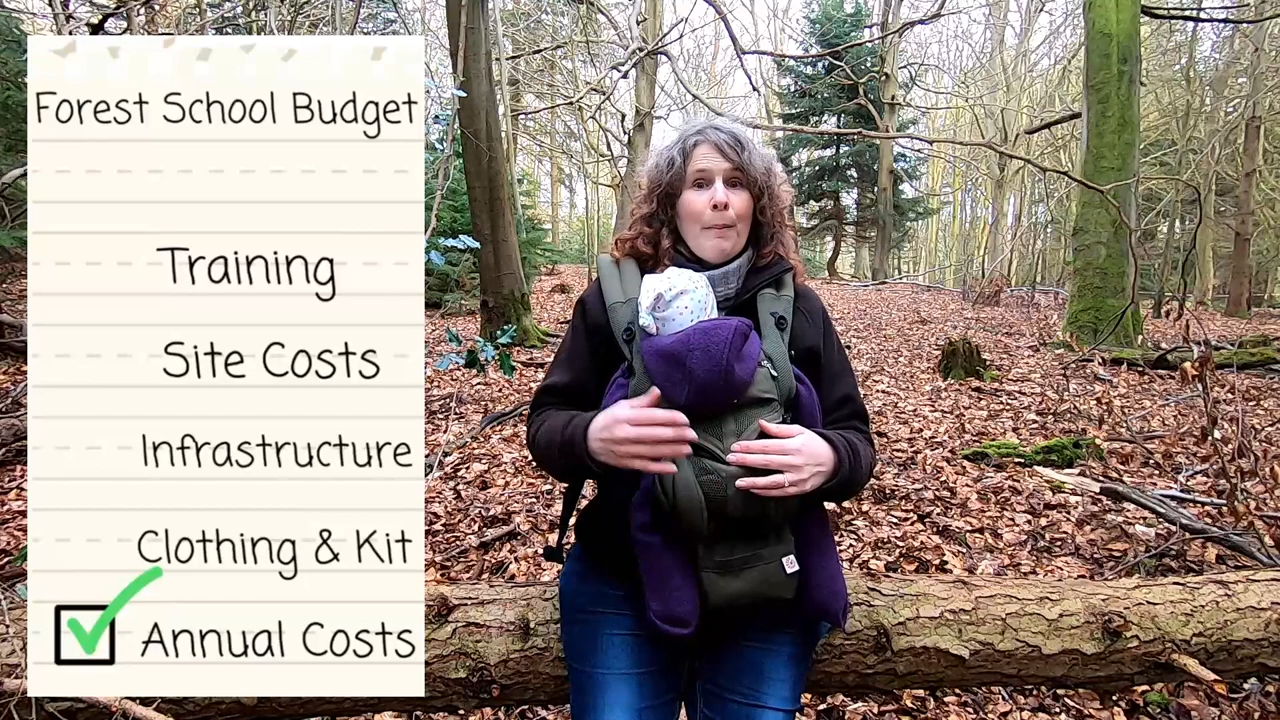 Forest School Budget
Training
Site Costs
Infrastructure
Clothing & Kit
Annual Costs